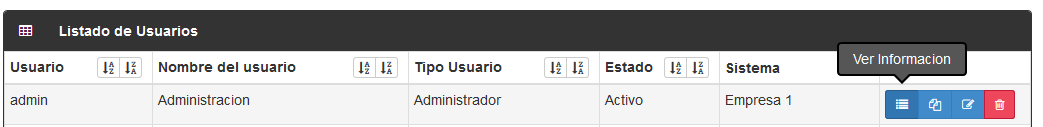 Listado de Usuarios
Usuario Nombre del usuario Tipo Usuario Estado Sistema
Ver Informacion
admin Administracion Administrador Activo Empresa 1